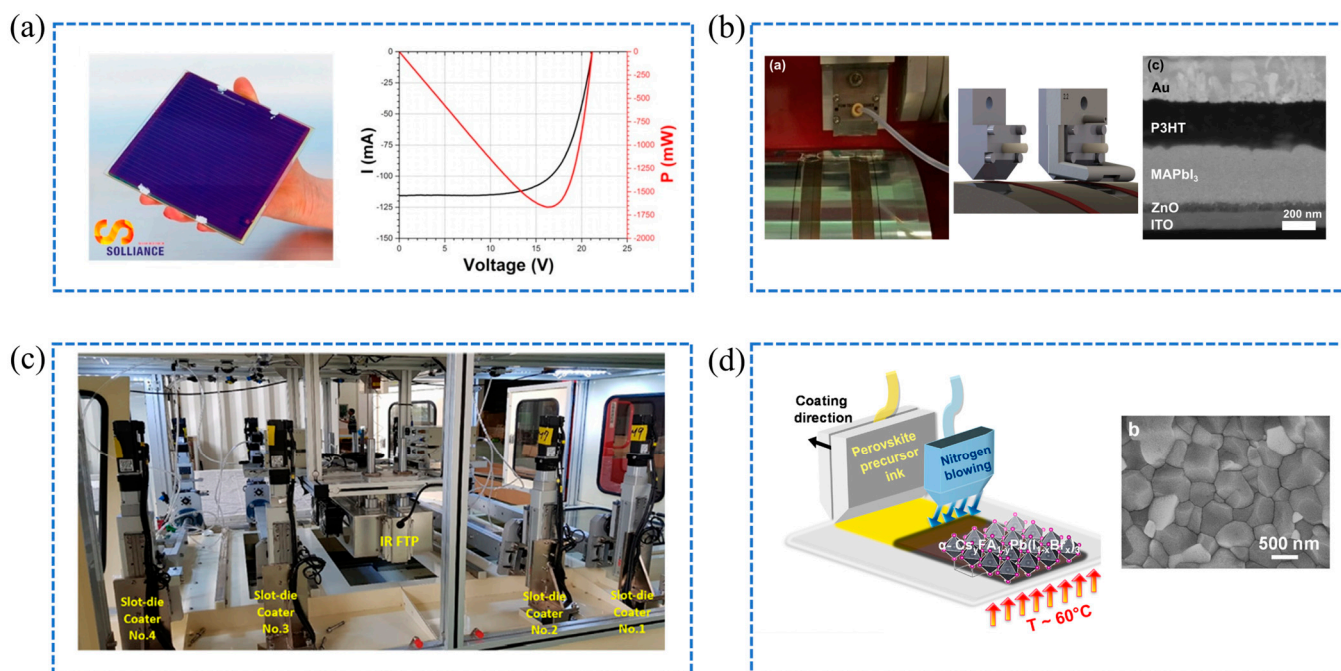 (a)
SOLLIANCE
I (mA)
0
-25
-50
-75
-100
-125
-150
0
5
10
15
20
25
Voltage (V)
0
-250
-500
-750
-1000
-1250
-1500
-1750
-2000
P (mW)
(b)
(a)
(c)
Au
P3HT
MAPbI3
ZnO
ITO
200 nm
(c)
IR FTP
Slot-die
Coater
No.4
Slot-die
Coater
No.3
Slot-die
Coater
No.2
Slot-die
Coater
No.1
(d)
Coating
direction
Perovskite
precursor
ink
Nitrogen
blowing
α- CsyFA1-yPb(I1-xBrx)3
T ~ 60°C
b
500 nm